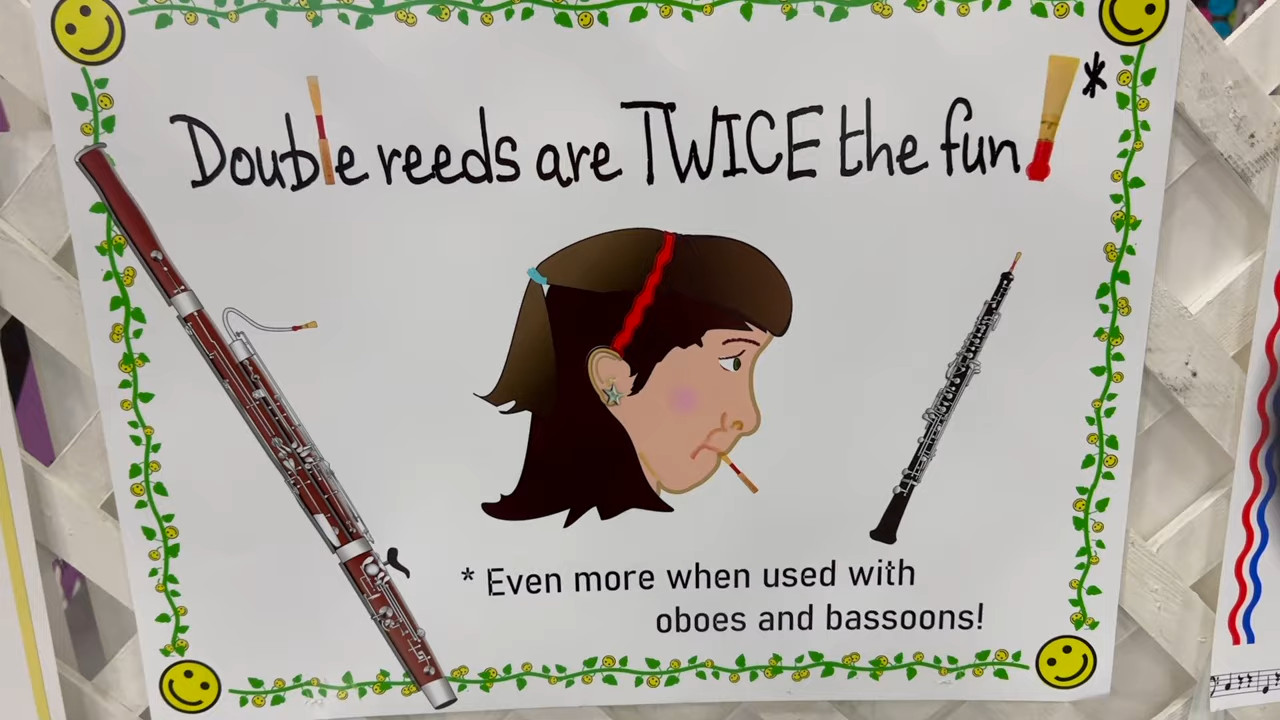 Double reeds are TWICE the fun!*
* Even more when used with
oboes and bassoons!